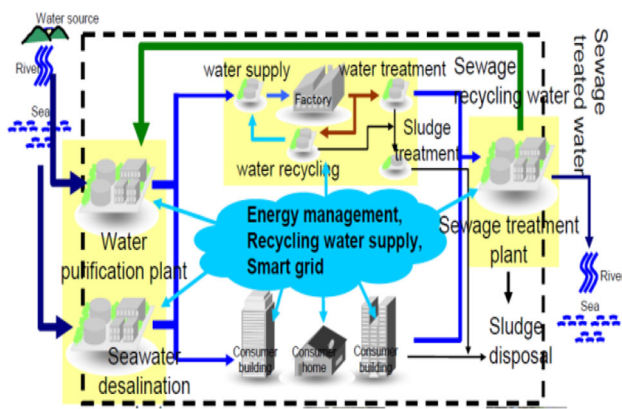 Water source
River
Sea
water supply
Factory
water treatment
water recycling
Sludge
treatment
Sewage
recycling water
Sewage
treated water
Water
purification plant
Energy management,
Recycling water supply,
Smart grid
Sewage treatment
plant
River
Sea
Seawater
desalination
Consumer
building
Consumer
home
Consumer
building
Sludge
disposal